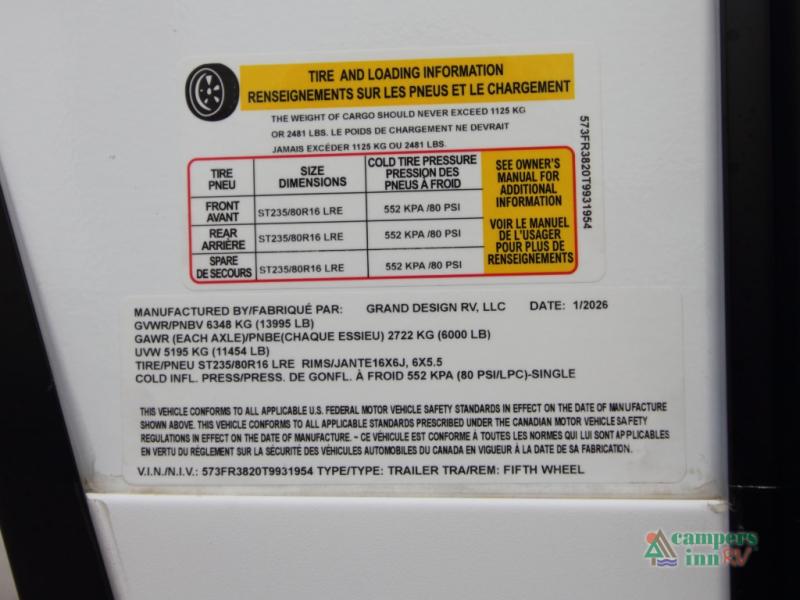 TIRE AND LOADING INFORMATION
RENSEIGNEMENTS SUR LES PNEUS ET LE CHARGEMENT
THE WEIGHT OF CARGO SHOULD NEVER EXCEED 1125 KG
OR 2481 LBS. LE POIDS DE CHARGEMENT NE DEVRAIT
JAMAIS EXCÉDER 1125 KG OU 2481 LBS.
TIRE
PNEU
SIZE
DIMENSIONS
COLD TIRE PRESSURE
PRESSION DES
PNEUS À FROID
FRONT
AVANT
ST235/80R16 LRE
552 KPA /80 PSI
REAR
ARRIÈRE
ST235/80R16 LRE
552 KPA /80 PSI
SPARE
DE SECOURS
ST235/80R16 LRE
552 KPA /80 PSI
SEE OWNER'S
MANUAL FOR
ADDITIONAL
INFORMATION
VOIR LE MANUEL
DE L'USAGER
POUR PLUS DE
RENSEIGNEMENTS
573FR3820T9931954
MANUFACTURED BY/FABRIQUÉ PAR: GRAND DESIGN RV, LLC DATE: 1/2026
GVWR/PNBV 6348 KG (13995 LB)
GAWR (EACH AXLE)/PNBE(CHAQUE ESSIEU) 2722 KG (6000 LB)
UVW 5195 KG (11454 LB)
TIRE/PNEU ST235/80R16 LRE RIMS/JANTE16X6J, 6X5.5
COLD INFL. PRESS/PRESS. DE GONFL. À FROID 552 KPA (80 PSI/LPC)-SINGLE
THIS VEHICLE CONFORMS TO ALL APPLICABLE U.S. FEDERAL MOTOR VEHICLE SAFETY STANDARDS IN EFFECT ON THE DATE OF MANUFACTURE
SHOWN ABOVE. THIS VEHICLE CONFORMS TO ALL APPLICABLE STANDARDS PRESCRIBED UNDER THE CANADIAN MOTOR VEHICLE SAFETY
REGULATIONS IN EFFECT ON THE DATE OF MANUFACTURE. - CE VÉHICULE EST CONFORME À TOUTES LES NORMES QUI LUI SONT APPLICABLES
EN VERTU DU RÈGLEMENT SUR LA SÉCURITÉ DES VÉHICULES AUTOMOBILES DU CANADA EN VIGUEUR À LA DATE DE SA FABRICATION.
V.I.N./N.I.V.: 573FR3820T9931954 TYPE/TYPE: TRAILER TRA/REM: FIFTH WHEEL
campers
inn RV